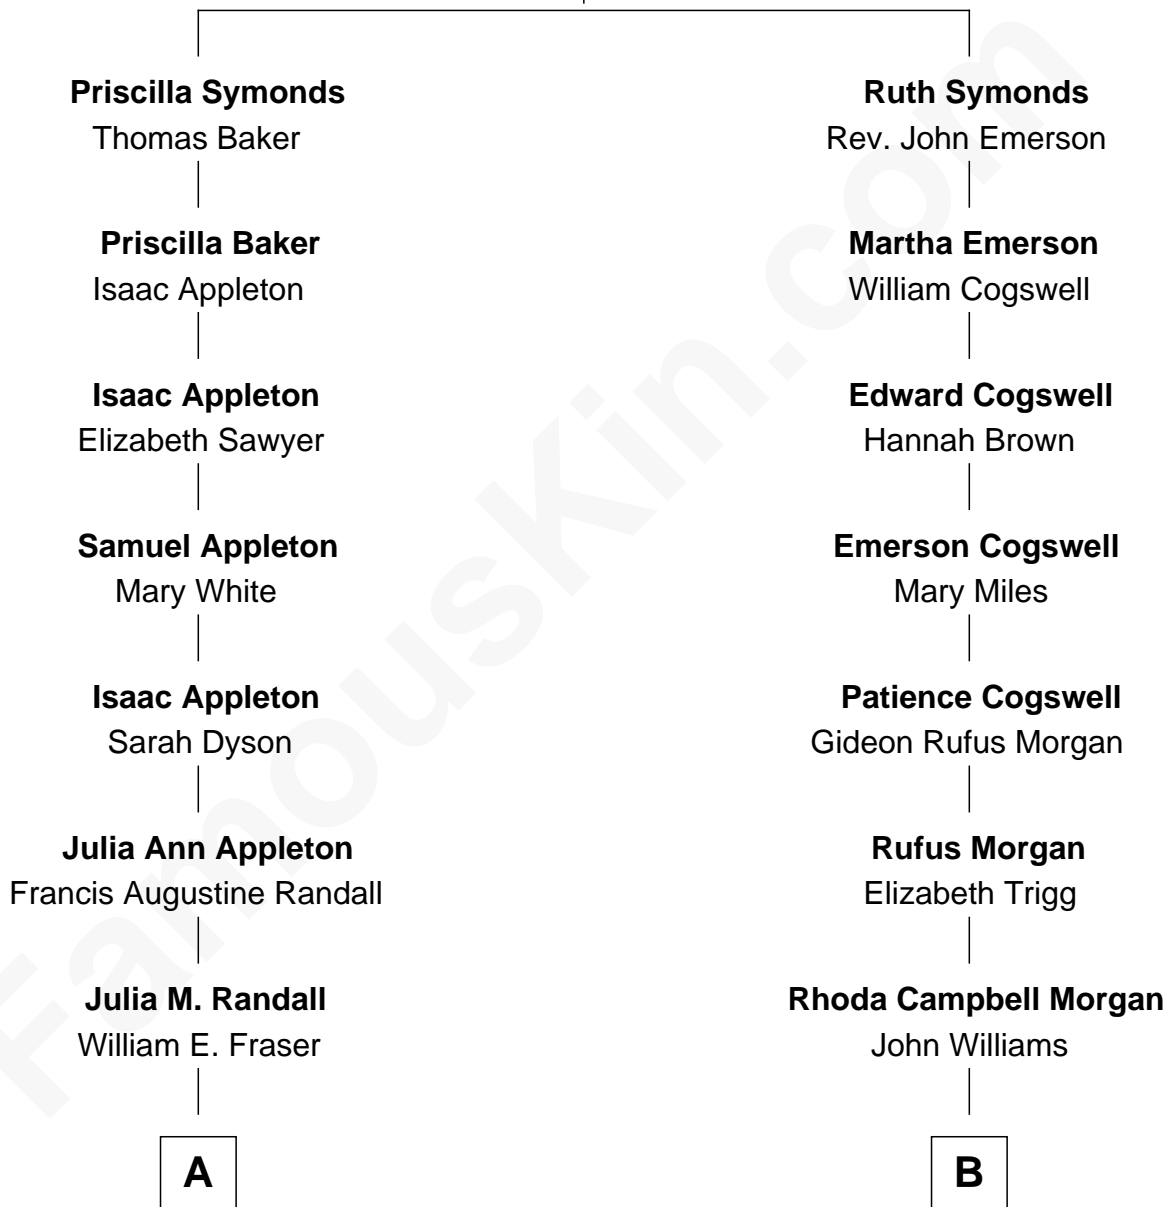 Priscilla Symonds
Thomas Baker
Priscilla Baker
Isaac Appleton
Isaac Appleton
Elizabeth Sawyer
Samuel Appleton
Mary White
Isaac Appleton
Sarah Dyson
Julia Ann Appleton
Francis Augustine Randall
Julia M. Randall
William E. Fraser
A
Ruth Symonds
Rev. John Emerson
Martha Emerson
William Cogswell
Edward Cogswell
Hannah Brown
Emerson Cogswell
Mary Miles
Patience Cogswell
Gideon Rufus Morgan
Rufus Morgan
Elizabeth Trigg
Rhoda Campbell Morgan
John Williams
B
FamousKin.com